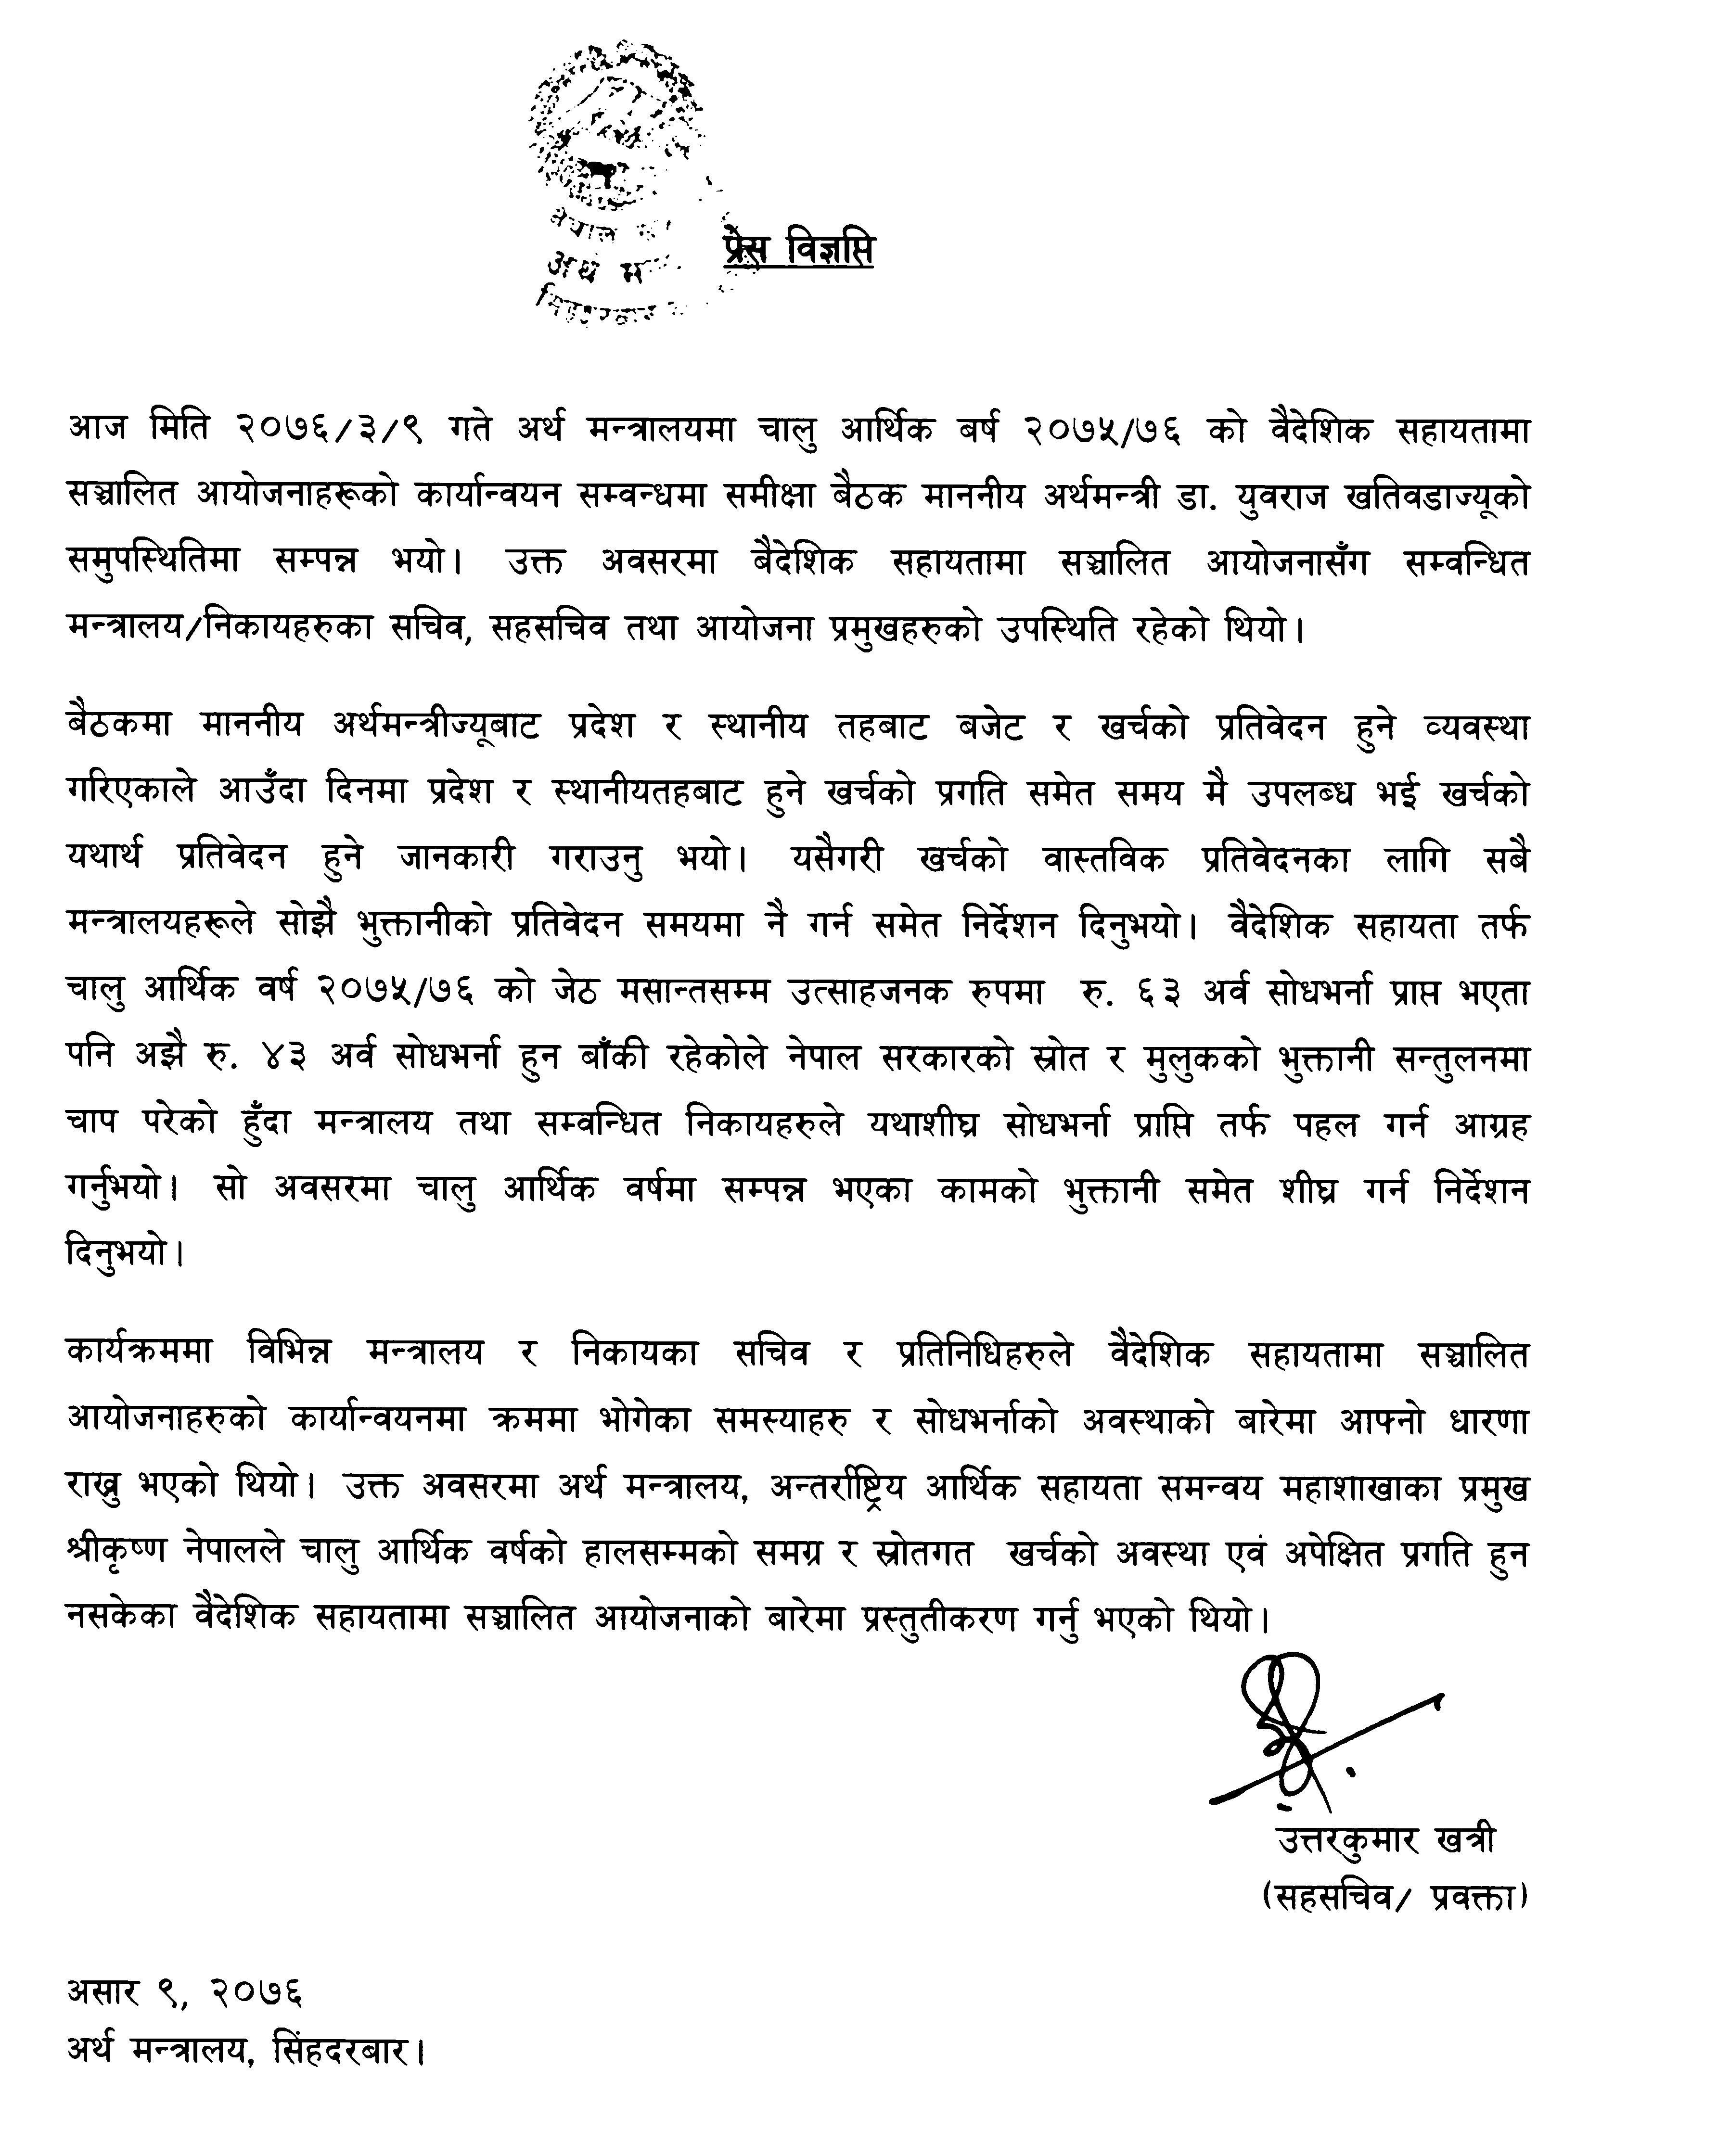 नेपाल
अर्थ
प्रेस विज्ञप्ति
आज मिति २०७६/३/९ गते अर्थ मन्त्रालयमा चालु आर्थिक बर्ष २०७५/७६ को वैदेशिक सहायतामा
सञ्चालित आयोजनाहरूको कार्यान्वयन सम्वन्धमा समीक्षा बैठक माननीय अर्थमन्त्री डा. युवराज खतिवडाज्यूको
समुपस्थितिमा सम्पन्न भयो। उक्त अवसरमा बैदेशिक सहायतामा सञ्चालित आयोजनासँग सम्वन्धित
मन्त्रालय/निकायहरुका सचिव, सहसचिव तथा आयोजना प्रमुखहरुको उपस्थिति रहेको थियो।
बैठकमा माननीय अर्थमन्त्रीज्यूबाट प्रदेश र स्थानीय तहबाट बजेट र खर्चको प्रतिवेदन हुने व्यवस्था
गरिएकाले आउँदा दिनमा प्रदेश र स्थानीयतहबाट हुने खर्चको प्रगति समेत समय मै उपलब्ध भई खर्चको
यथार्थ प्रतिवेदन हुने जानकारी गराउनु भयो। यसैगरी खर्चको वास्तविक प्रतिवेदनका लागि सबै
मन्त्रालयहरूले सोझै भुक्तानीको प्रतिवेदन समयमा नै गर्न समेत निर्देशन दिनुभयो। वैदेशिक सहायता तर्फ
चालु आर्थिक वर्ष २०७५/७६ को जेठ मसान्तसम्म उत्साहजनक रुपमा रु. ६३ अर्व सोधभर्ना प्राप्त भएता
पनि अझै रु. ४३ अर्व सोधभर्ना हुन बाँकी रहेकोले नेपाल सरकारको स्रोत र मुलुकको भुक्तानी सन्तुलनमा
चाप परेको हुँदा मन्त्रालय तथा सम्वन्धित निकायहरुले यथाशीघ्र सोधभर्ना प्राप्ति तर्फ पहल गर्न आग्रह
गर्नुभयो। सो अवसरमा चालु आर्थिक वर्षमा सम्पन्न भएका कामको भुक्तानी समेत शीघ्र गर्न निर्देशन
दिनुभयो।
कार्यक्रममा विभिन्न मन्त्रालय र निकायका सचिव र प्रतिनिधिहरुले वैदेशिक सहायतामा सञ्चालित
आयोजनाहरुको कार्यान्वयनमा क्रममा भोगेका समस्याहरु र सोधभर्नाको अवस्थाको बारेमा आफ्नो धारणा
राख्नु भएको थियो। उक्त अवसरमा अर्थ मन्त्रालय, अन्तर्राष्ट्रिय आर्थिक सहायता समन्वय महाशाखाका प्रमुख
श्रीकृष्ण नेपालले चालु आर्थिक वर्षको हालसम्मको समग्र र स्रोतगत खर्चको अवस्था एवं अपेक्षित प्रगति हुन
नसकेका वैदेशिक सहायतामा सञ्चालित आयोजनाको बारेमा प्रस्तुतीकरण गर्नु भएको थियो।
उत्तरकुमार खत्री
(सहसचिव/ प्रवक्ता)
असार ९, २०७६
अर्थ मन्त्रालय, सिंहदरबार।